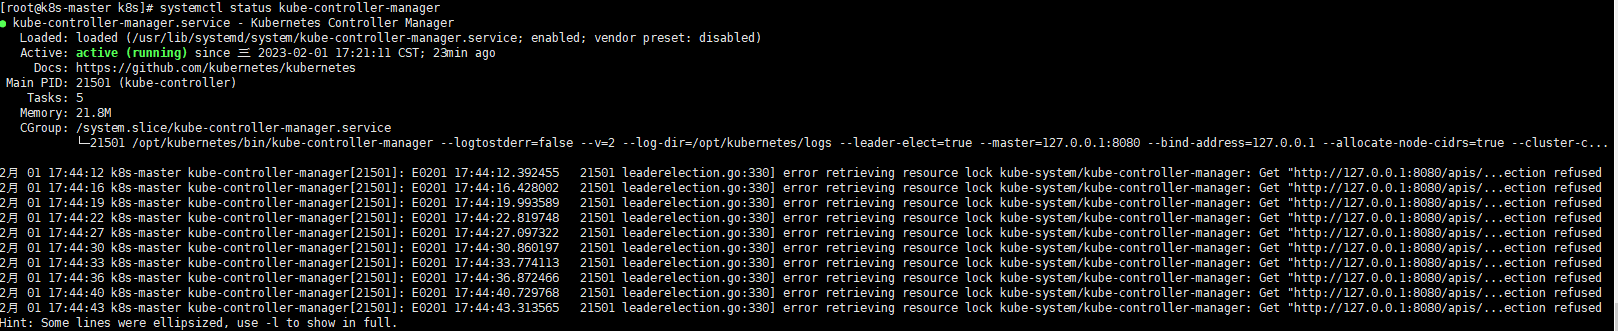 [root@k8s-master k8s]# systemctl status kube-controller-manager
● kube-controller-manager.service - Kubernetes Controller Manager
Loaded: loaded (/usr/lib/systemd/system/kube-controller-manager.service; enabled; vendor preset: disabled)
Active: active (running) since 三 2023-02-01 17:21:11 CST; 23min ago
Docs: https://github.com/kubernetes/kubernetes
Main PID: 21501 (kube-controller)
Tasks: 5
Memory: 21.8M
CGroup: /system.slice/kube-controller-manager.service
└─21501 /opt/kubernetes/bin/kube-controller-manager --logtostderr=false --v=2 --log-dir=/opt/kubernetes/logs --leader-elect=true --master=127.0.0.1:8080 --bind-address=127.0.0.1 --allocate-node-cidrs=true --cluster-c...
2月 01 17:44:12 k8s-master kube-controller-manager[21501]: E0201 17:44:12.392455 21501 leaderelection.go:330] error retrieving resource lock kube-system/kube-controller-manager: Get "http://127.0.0.1:8080/apis/...ection refused
2月 01 17:44:16 k8s-master kube-controller-manager[21501]: E0201 17:44:16.428002 21501 leaderelection.go:330] error retrieving resource lock kube-system/kube-controller-manager: Get "http://127.0.0.1:8080/apis/...ection refused
2月 01 17:44:19 k8s-master kube-controller-manager[21501]: E0201 17:44:19.993589 21501 leaderelection.go:330] error retrieving resource lock kube-system/kube-controller-manager: Get "http://127.0.0.1:8080/apis/...ection refused
2月 01 17:44:22 k8s-master kube-controller-manager[21501]: E0201 17:44:22.819748 21501 leaderelection.go:330] error retrieving resource lock kube-system/kube-controller-manager: Get "http://127.0.0.1:8080/apis/...ection refused
2月 01 17:44:27 k8s-master kube-controller-manager[21501]: E0201 17:44:27.097322 21501 leaderelection.go:330] error retrieving resource lock kube-system/kube-controller-manager: Get "http://127.0.0.1:8080/apis/...ection refused
2月 01 17:44:30 k8s-master kube-controller-manager[21501]: E0201 17:44:30.860197 21501 leaderelection.go:330] error retrieving resource lock kube-system/kube-controller-manager: Get "http://127.0.0.1:8080/apis/...ection refused
2月 01 17:44:33 k8s-master kube-controller-manager[21501]: E0201 17:44:33.774113 21501 leaderelection.go:330] error retrieving resource lock kube-system/kube-controller-manager: Get "http://127.0.0.1:8080/apis/...ection refused
2月 01 17:44:36 k8s-master kube-controller-manager[21501]: E0201 17:44:36.872466 21501 leaderelection.go:330] error retrieving resource lock kube-system/kube-controller-manager: Get "http://127.0.0.1:8080/apis/...ection refused
2月 01 17:44:40 k8s-master kube-controller-manager[21501]: E0201 17:44:40.729768 21501 leaderelection.go:330] error retrieving resource lock kube-system/kube-controller-manager: Get "http://127.0.0.1:8080/apis/...ection refused
2月 01 17:44:43 k8s-master kube-controller-manager[21501]: E0201 17:44:43.313565 21501 leaderelection.go:330] error retrieving resource lock kube-system/kube-controller-manager: Get "http://127.0.0.1:8080/apis/...ection refused
Hint: Some lines were ellipsized, use -l to show in full.